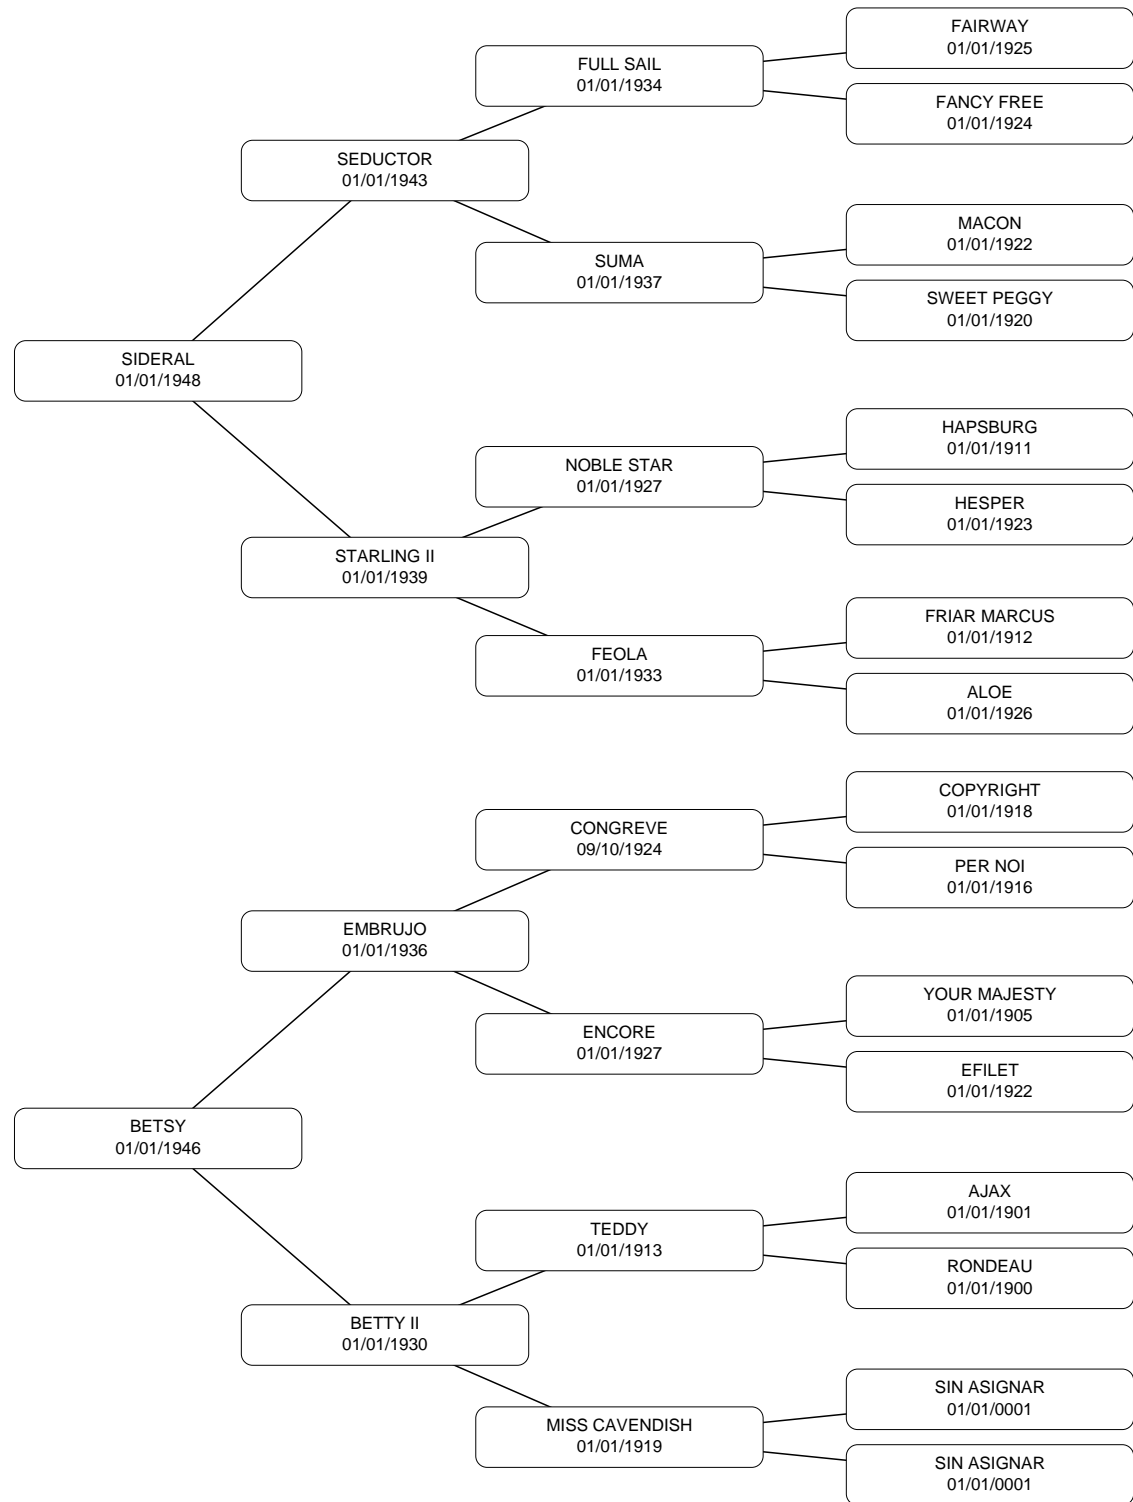 FAIRWAY
01/01/1925
FULL SAIL
01/01/1934
FANCY FREE
01/01/1924
SEDUCTOR
01/01/1943
MACON
01/01/1922
SUMA
01/01/1937
SWEET PEGGY
01/01/1920
SIDERAL
01/01/1948
HAPSBURG
01/01/1911
NOBLE STAR
01/01/1927
HESPER
01/01/1923
STARLING II
01/01/1939
FRIAR MARCUS
01/01/1912
FEOLA
01/01/1933
ALOE
01/01/1926
COPYRIGHT
01/01/1918
CONGREVE
09/10/1924
PER NOI
01/01/1916
EMBRUJO
01/01/1936
YOUR MAJESTY
01/01/1905
ENCORE
01/01/1927
EFILET
01/01/1922
BETSY
01/01/1946
AJAX
01/01/1901
TEDDY
01/01/1913
RONDEAU
01/01/1900
BETTY II
01/01/1930
SIN ASIGNAR
01/01/0001
MISS CAVENDISH
01/01/1919
SIN ASIGNAR
01/01/0001